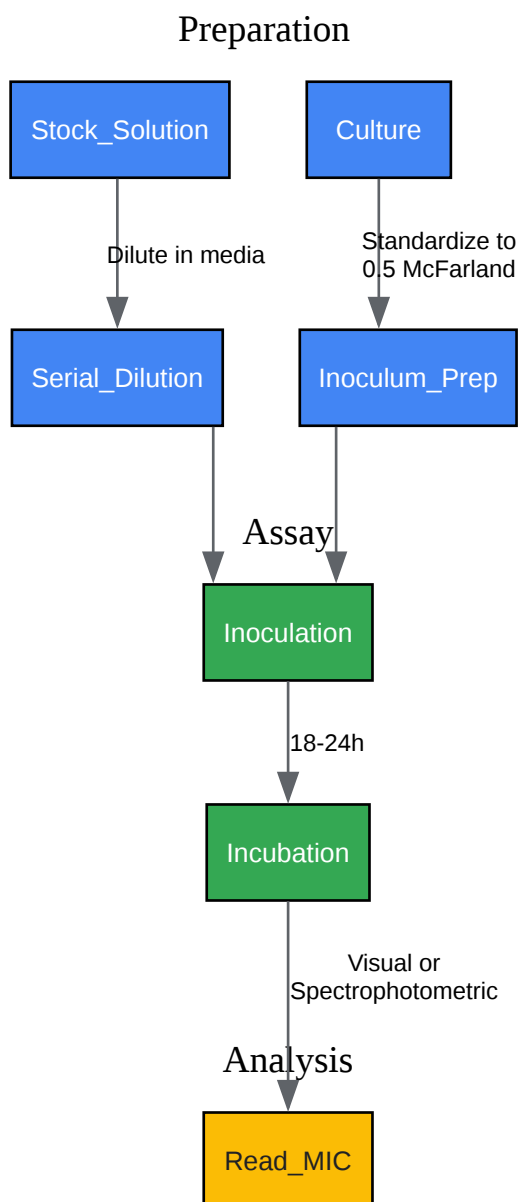 Preparation
Stock_Solution
Culture
Dilute in media
Standardize to
0.5 McFarland
Serial_Dilution
Inoculum_Prep
Assay
Inoculation
18-24h
Incubation
Visual or
Spectrophotometric
Analysis
Read_MIC